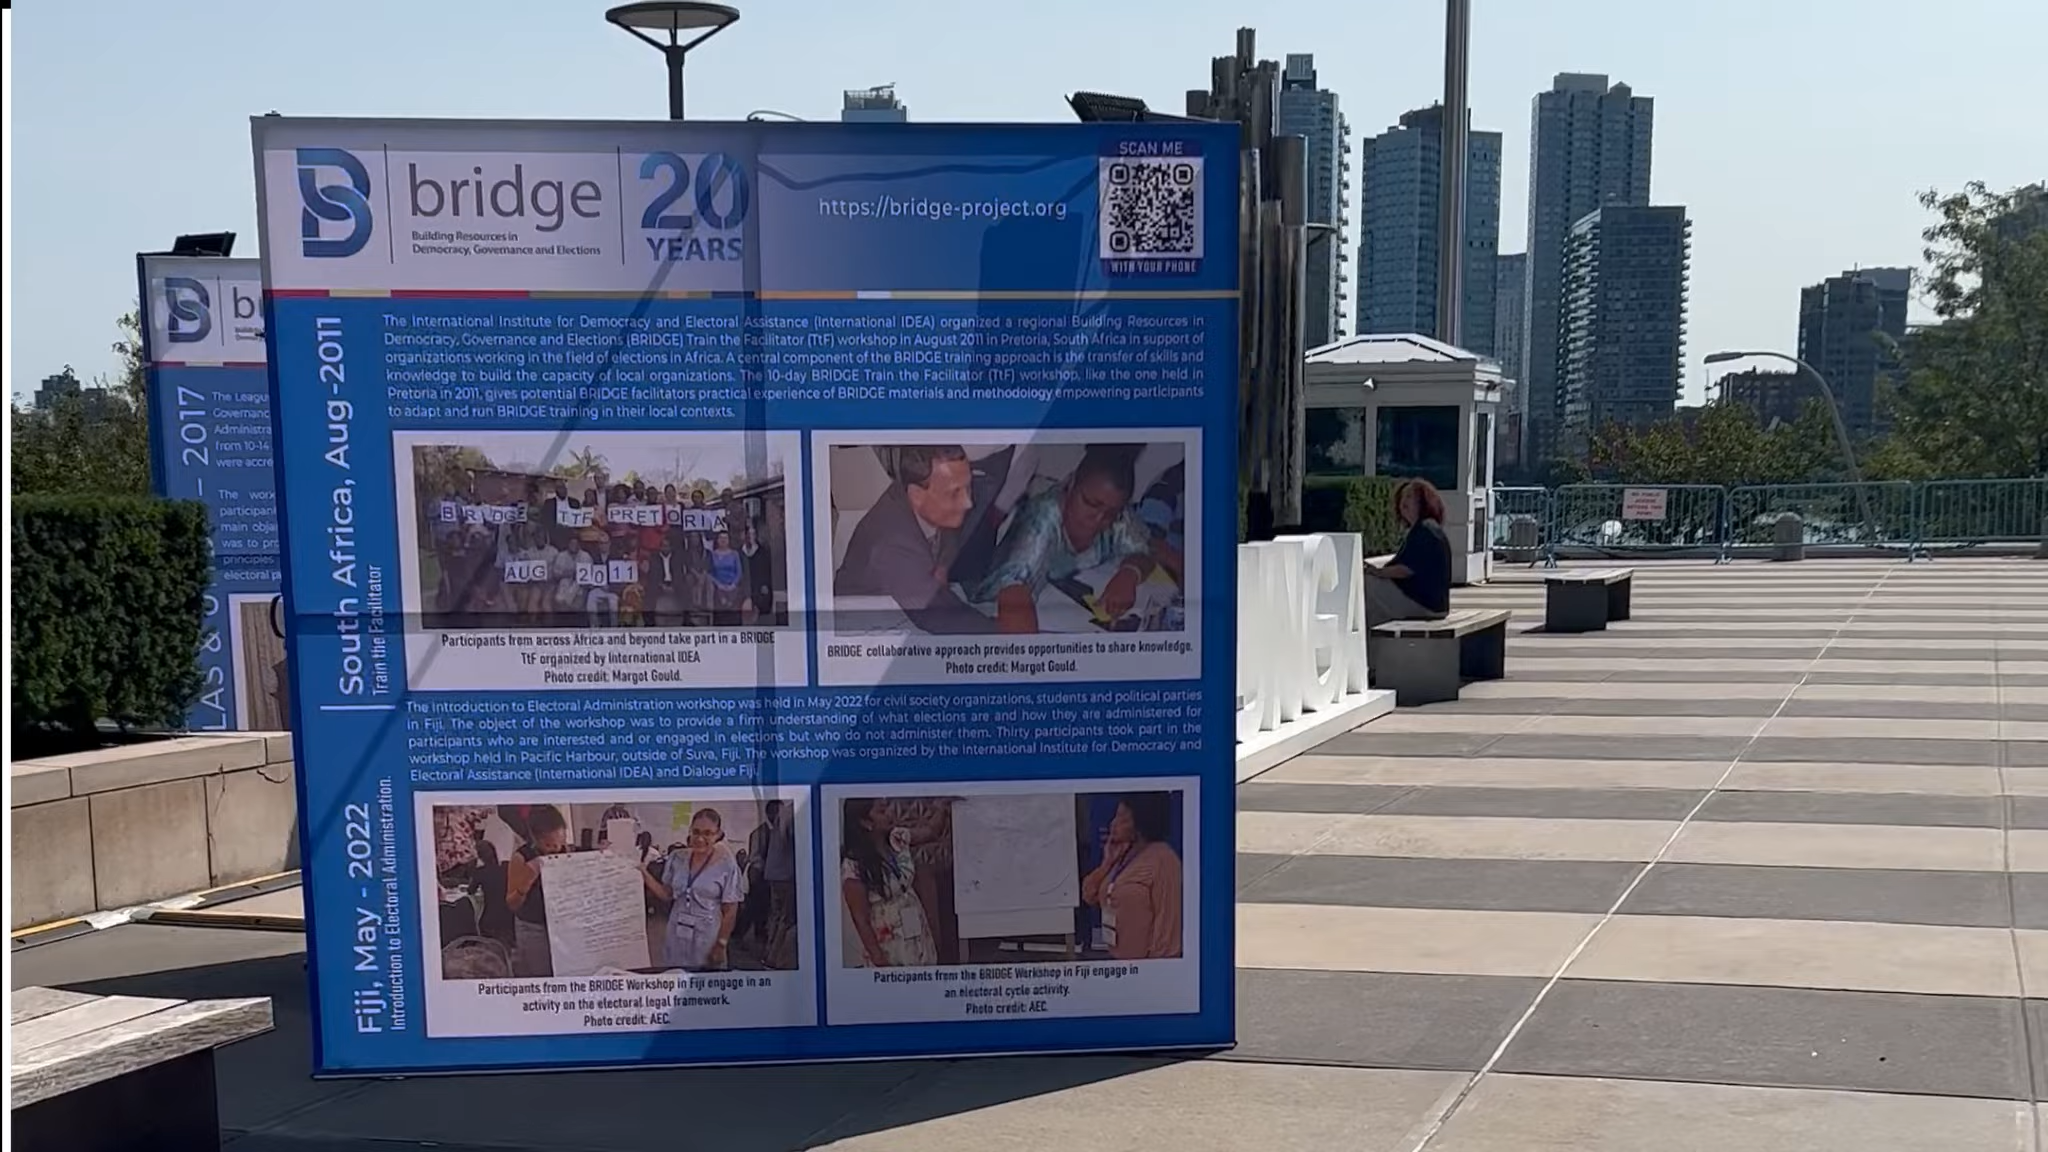 bridge
Building Resources in
Democracy, Governance and Elections
20
YEARS
https://bridge-project.org
SCAN ME
WITH YOUR PHONE
South Africa, Aug-2011
Train the Facilitator
The International Institute for Democracy and Electoral Assistance (International IDEA) organized a regional Building Resources in
Democracy, Governance and Elections (BRIDGE) Train the Facilitator (TtF) workshop in August 2011 in Pretoria, South Africa in support of
organizations working in the field of elections in Africa. A central component of the BRIDGE training approach is the transfer of skills and
knowledge to build the capacity of local organizations. The 10-day BRIDGE Train the Facilitator (TtF) workshop, like the one held in
Pretoria in 2011, gives potential BRIDGE facilitators practical experience of BRIDGE materials and methodology empowering participants
to adapt and run BRIDGE training in their local contexts.
BRIDGE TTF PRETORIA
AUG 2011
Participants from across Africa and beyond take part in a BRIDGE
TtF organized by International IDEA
Photo credit: Margot Gould.
BRIDGE collaborative approach provides opportunities to share knowledge.
Photo credit: Margot Gould.
Fiji, May - 2022
Introduction to Electoral Administration.
The Introduction to Electoral Administration workshop was held in May 2022 for civil society organizations, students and political parties
in Fiji. The object of the workshop was to provide a firm understanding of what elections are and how they are administered for
participants who are interested and or engaged in elections but who do not administer them. Thirty participants took part in the
workshop held in Pacific Harbour, outside of Suva, Fiji. The workshop was organized by the International Institute for Democracy and
Electoral Assistance (International IDEA) and Dialogue Fiji.
Participants from the BRIDGE Workshop in Fiji engage in an
activity on the electoral legal framework.
Photo credit: AEC.
Participants from the BRIDGE Workshop in Fiji engage in
an electoral cycle activity.
Photo credit: AEC.
b
LAS &
– 2017
The Leagu
Governanc
Administra
from 10-14
were accre
The work
participan
main obje
was to pro
principles
electoral p
NGA